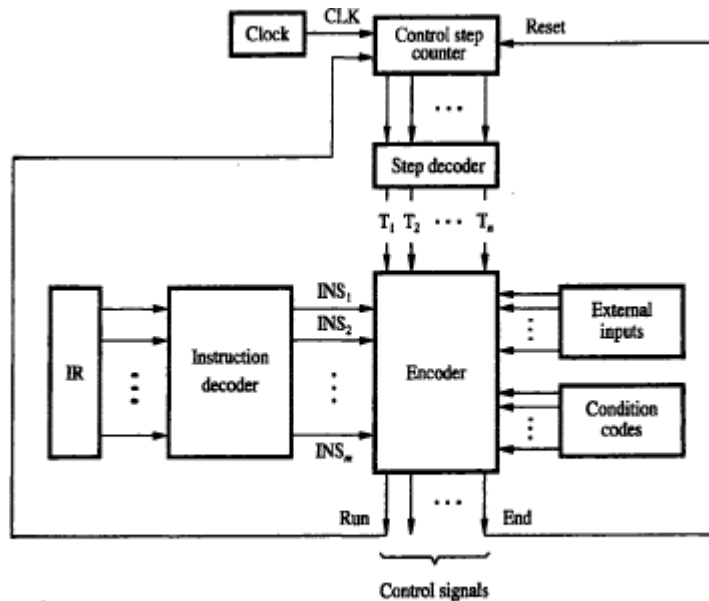 CLK
Clock
Control step
counter
Reset
...
Step decoder
T₁ T₂ ... Tₙ
IR
Instruction
decoder
INS₁
INS₂
INSₘ
Encoder
External
inputs
Condition
codes
Run
...
End
Control signals